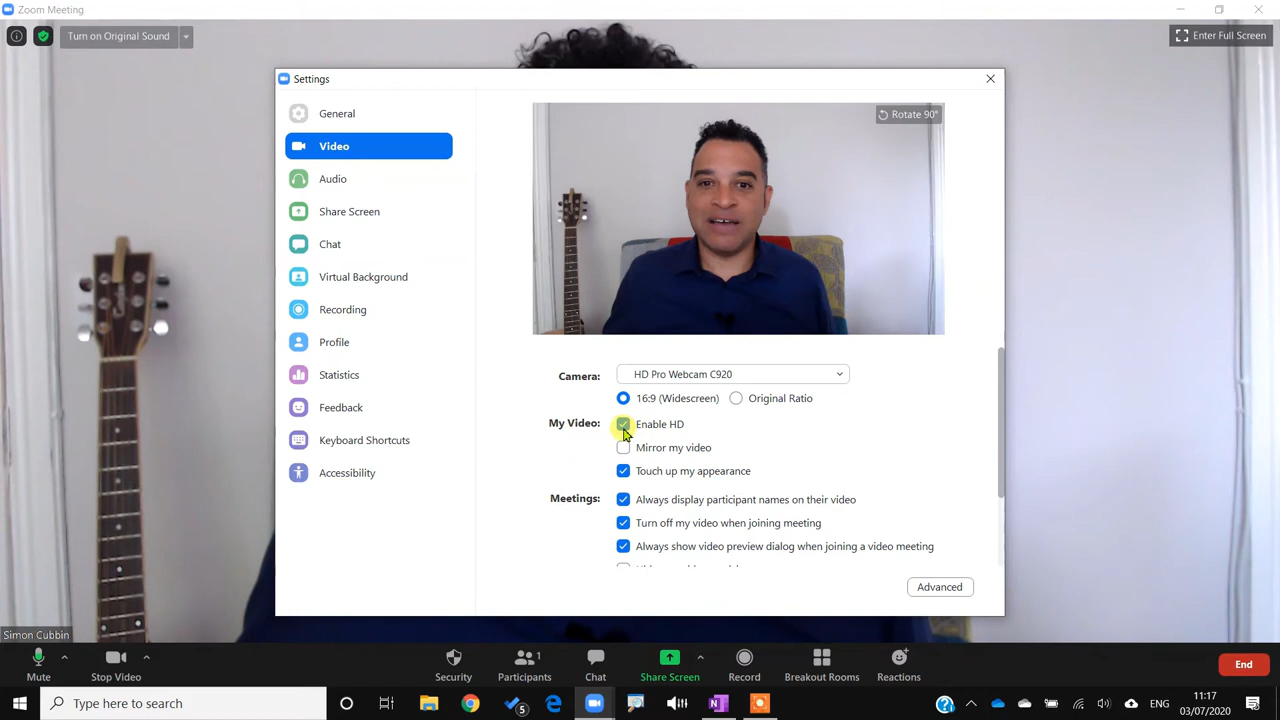 Zoom Meeting
Turn on Original Sound
Enter Full Screen
Settings
General
Video
Audio
Share Screen
Chat
Virtual Background
Recording
Profile
Statistics
Feedback
Keyboard Shortcuts
Accessibility
Rotate 90°
Camera:
HD Pro Webcam C920
16:9 (Widescreen) Original Ratio
My Video:
Enable HD
Mirror my video
Touch up my appearance
Meetings:
Always display participant names on their video
Turn off my video when joining meeting
Always show video preview dialog when joining a video meeting
Advanced
Simon Cubbin
Mute
Stop Video
Security
1
Participants
Chat
Share Screen
Record
Breakout Rooms
Reactions
End
Type here to search
5
ENG
11:17
03/07/2020